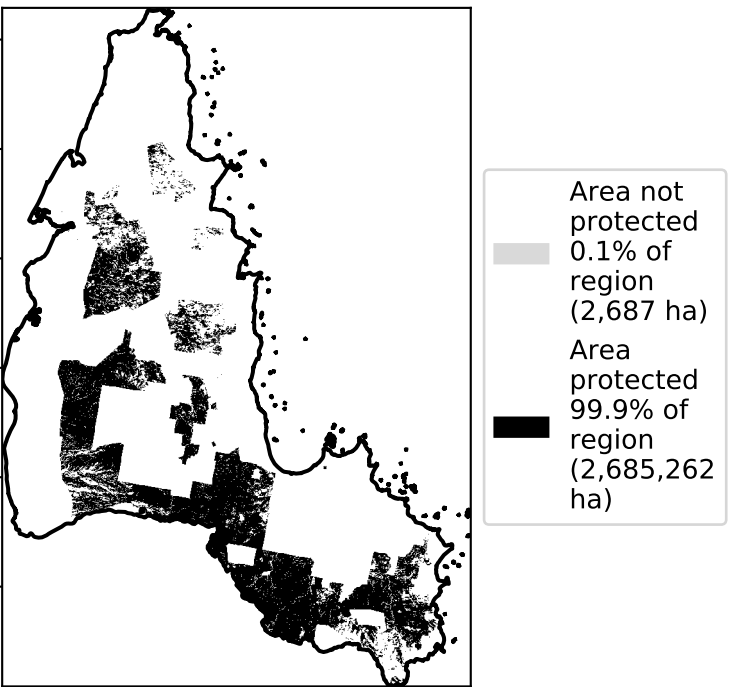 Area not
protected
0.1% of
region
(2,687 ha)
Area
protected
99.9% of
region
(2,685,262
ha)